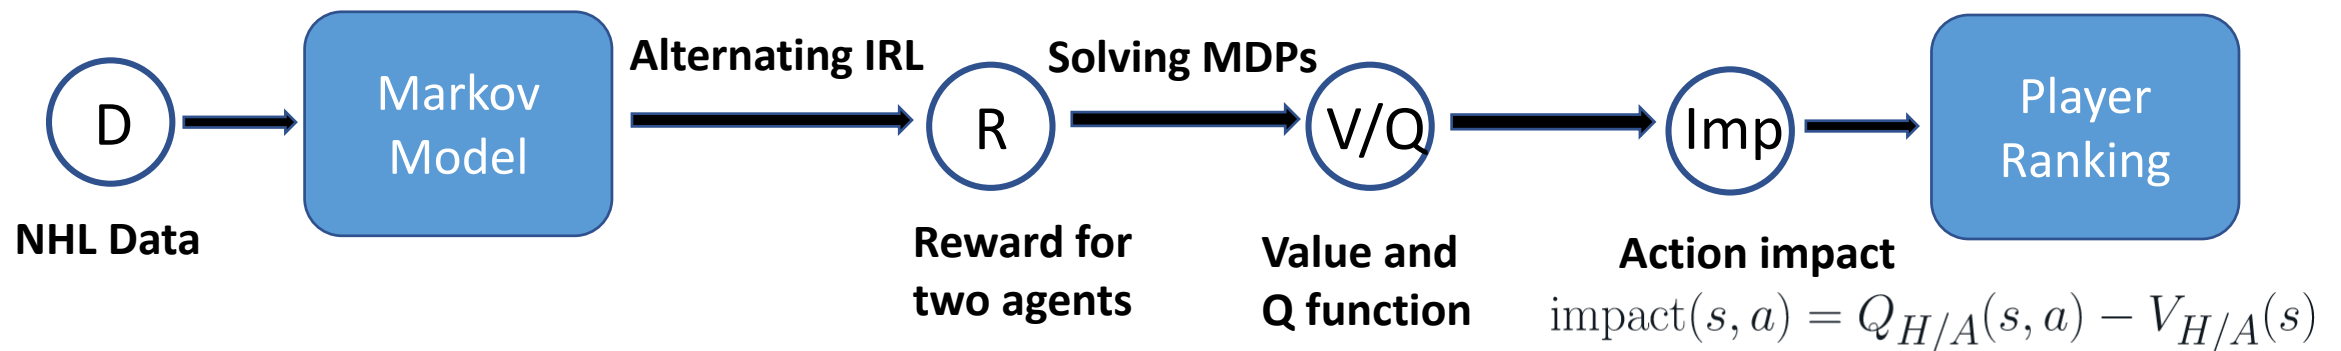 D
NHL Data
Markov
Model
Alternating IRL
R
Reward for
two agents
Solving MDPs
V/Q
Value and
Q function
Imp
Action impact
impact(s, a) = Q_{H/A}(s, a) − V_{H/A}(s)
Player
Ranking